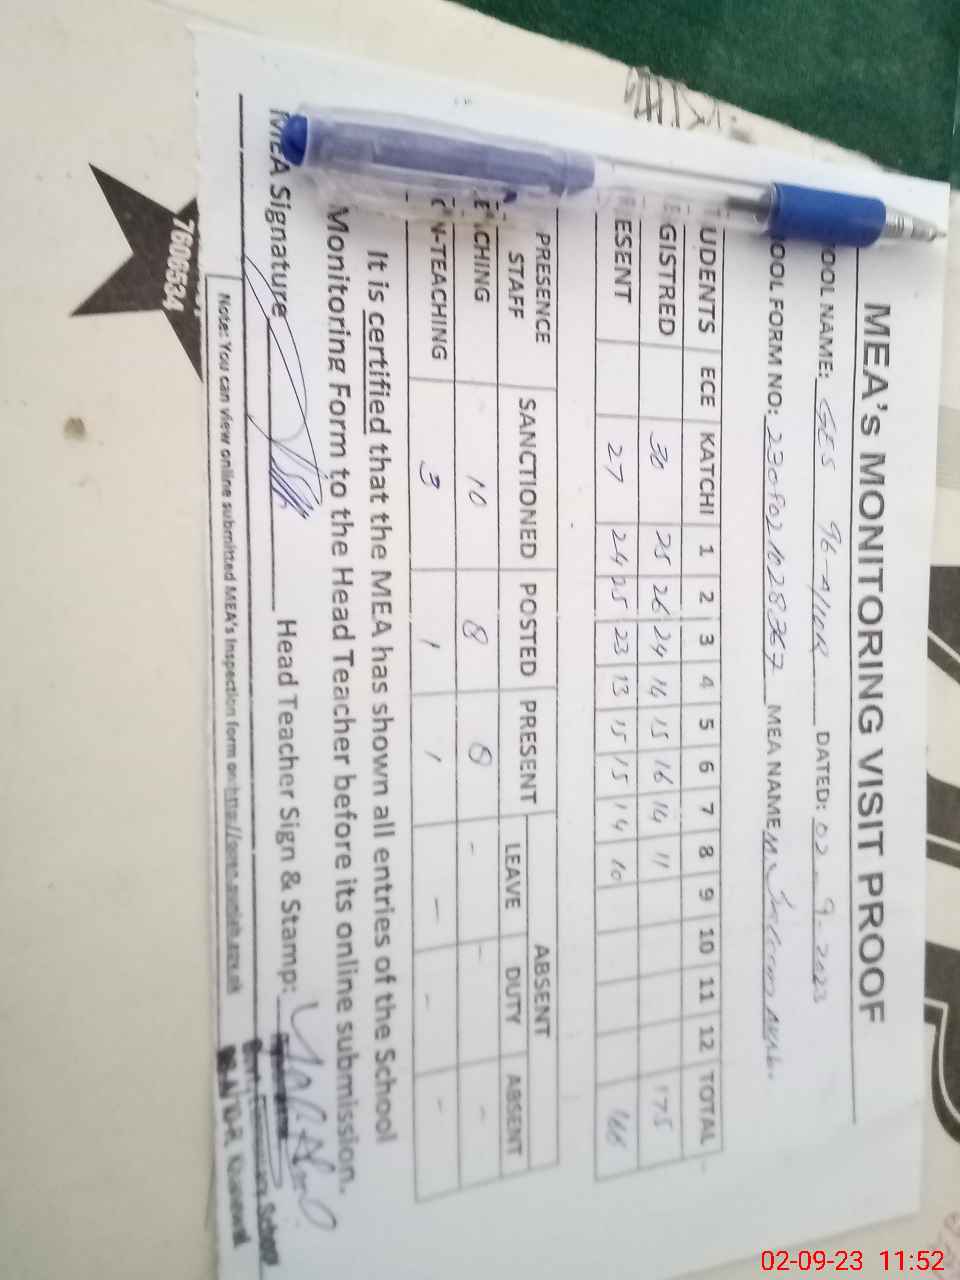 MEA's MONITORING VISIT PROOF
OOL NAME: GES 96-A/10R DATED: 02-9-2023
OOL FORM NO: MEA NAME
UDENTS ECE KATCHI 1 2 3 4 5 6 7 8 9 10 11 12 TOTAL
GISTRED 30 25 26 24 14 15 16 14 11 175
ESENT 27 24 25 23 13 15 15 14 10 166
PRESENCE SANCTIONED POSTED PRESENT ABSENT
STAFF LEAVE DUTY ABSENT
CHING 10 8 8 - - -
N-TEACHING 3 1 1 - - -
It is certified that the MEA has shown all entries of the School
Monitoring Form to the Head Teacher before its online submission.
MEA Signature Head Teacher Sign & Stamp:
Note: You can view online submitted MEA's Inspection form on
7606534
02-09-23 11:52